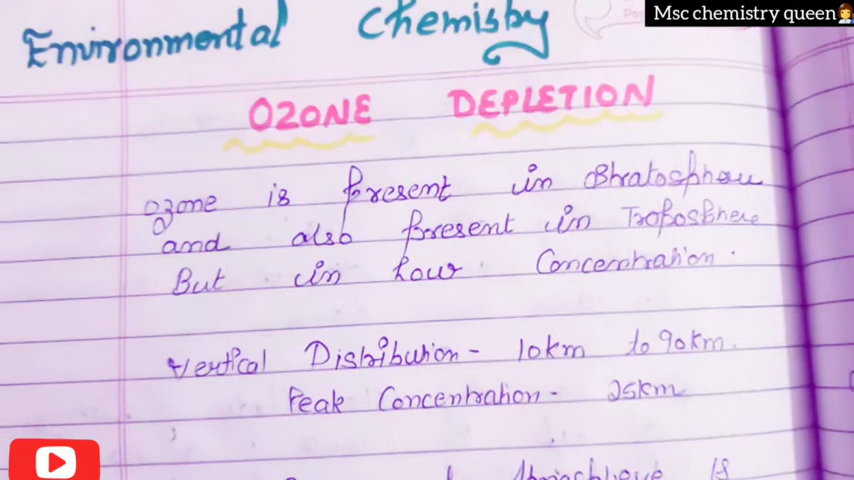 Msc chemistry queen👩‍🔬
Environmental Chemistry
OZONE DEPLETION
Ozone is present in Stratosphere
and also present in Troposphere
But in low Concentration.
Vertical Distribution - 10km to 90km.
Peak Concentration - 25km
is